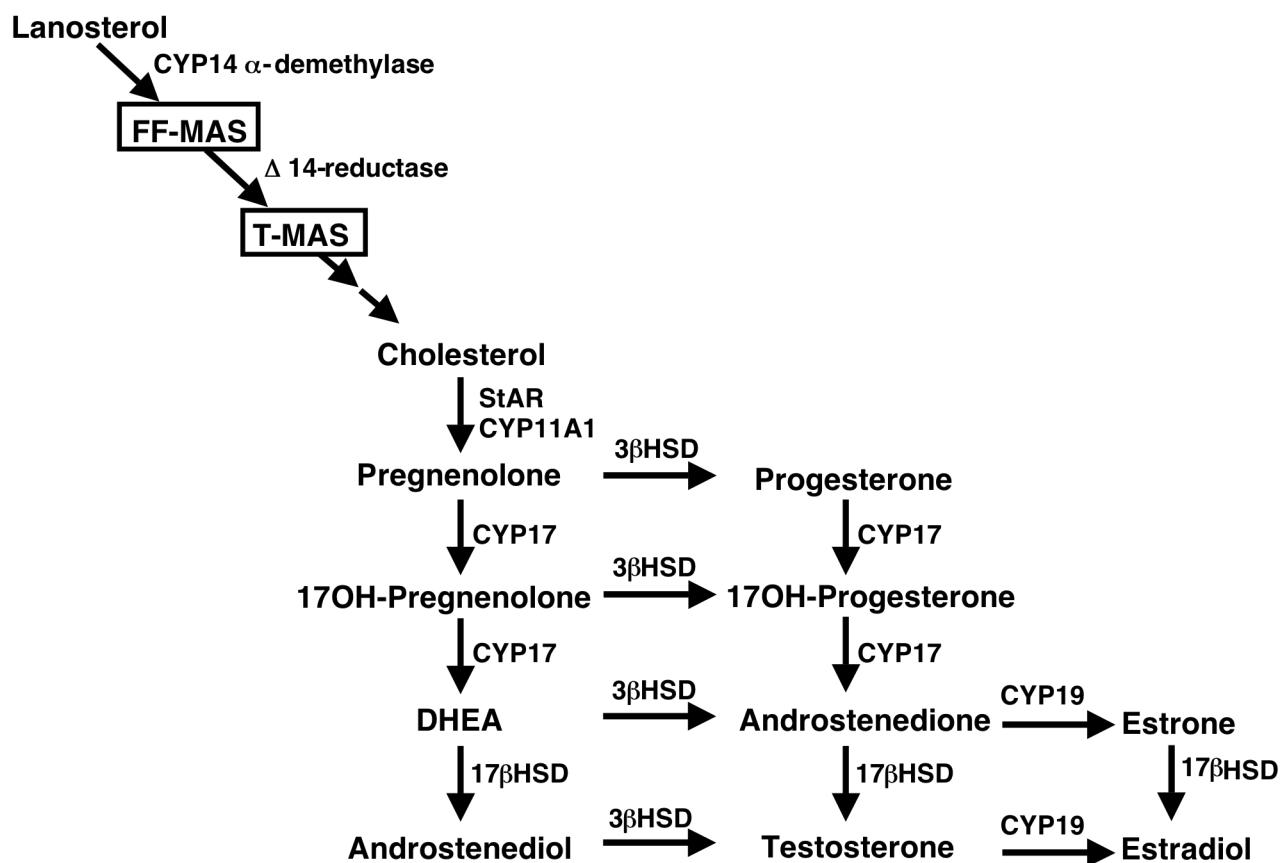 Lanosterol
CYP14 α-demethylase
FF-MAS
Δ 14-reductase
T-MAS
Cholesterol
StAR
CYP11A1
3βHSD
Pregnenolone
Progesterone
CYP17
CYP17
3βHSD
17OH-Pregnenolone
17OH-Progesterone
CYP17
CYP17
3βHSD
CYP19
DHEA
Androstenedione
Estrone
17βHSD
17βHSD
17βHSD
3βHSD
CYP19
Androstenediol
Testosterone
Estradiol